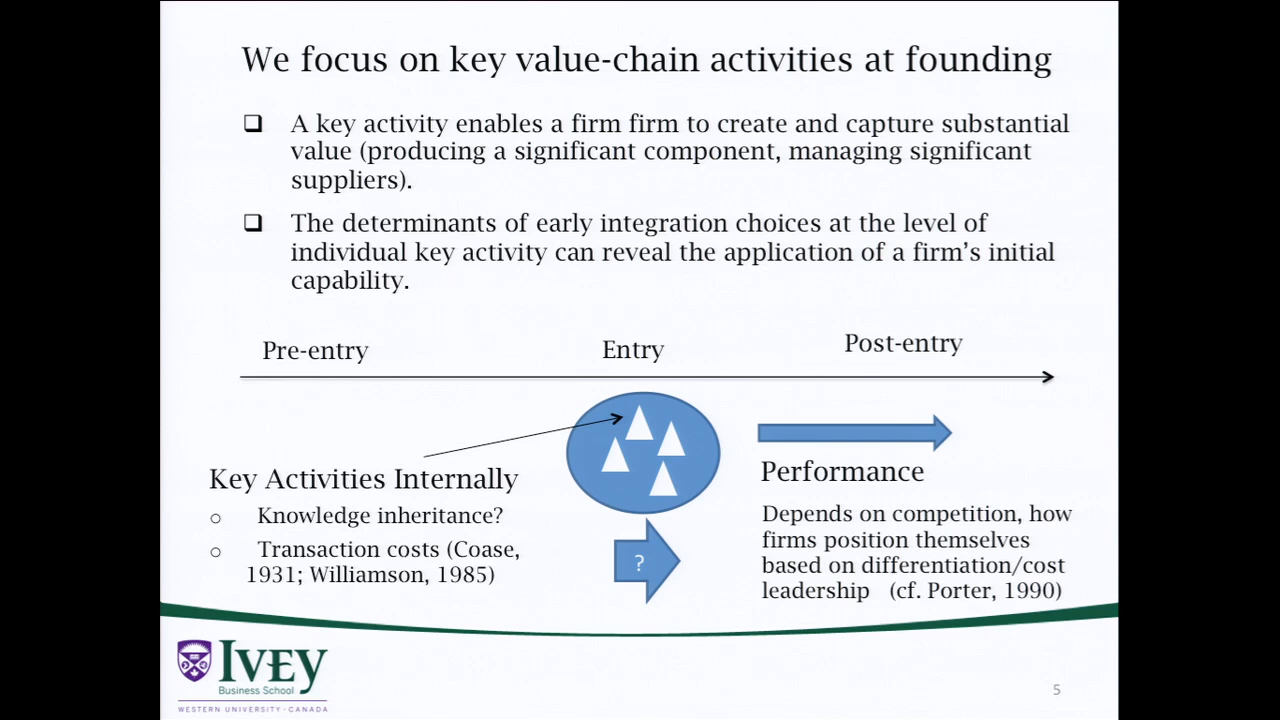 We focus on key value-chain activities at founding
❑ A key activity enables a firm firm to create and capture substantial
value (producing a significant component, managing significant
suppliers).
❑ The determinants of early integration choices at the level of
individual key activity can reveal the application of a firm’s initial
capability.
Pre-entry
Entry
Post-entry
Key Activities Internally
○ Knowledge inheritance?
○ Transaction costs (Coase,
1931; Williamson, 1985)
?
Performance
Depends on competition, how
firms position themselves
based on differentiation/cost
leadership (cf. Porter, 1990)
IVEY
Business School
WESTERN UNIVERSITY · CANADA
5